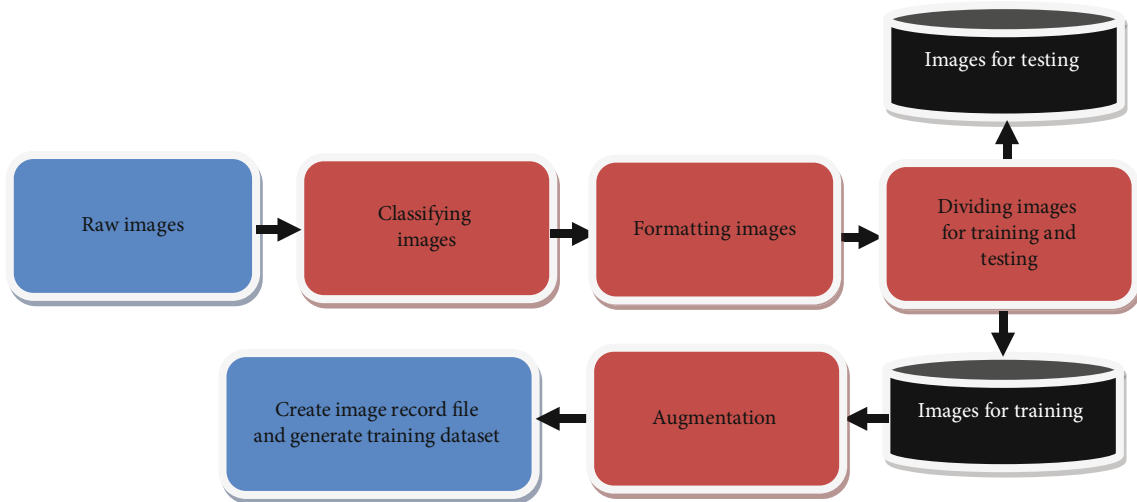 Images for testing
Raw images
Classifying
images
Formatting images
Dividing images
for training and
testing
Create image record file
and generate training dataset
Augmentation
Images for training